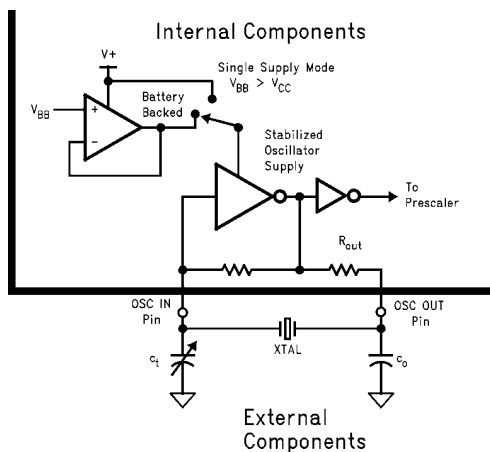 Internal Components
V+
Single Supply Mode
VBB > VCC
Battery
Backed
VBB
+
−
Stabilized
Oscillator
Supply
To
Prescaler
Rout
OSC IN
Pin
OSC OUT
Pin
XTAL
ct
co
External
Components